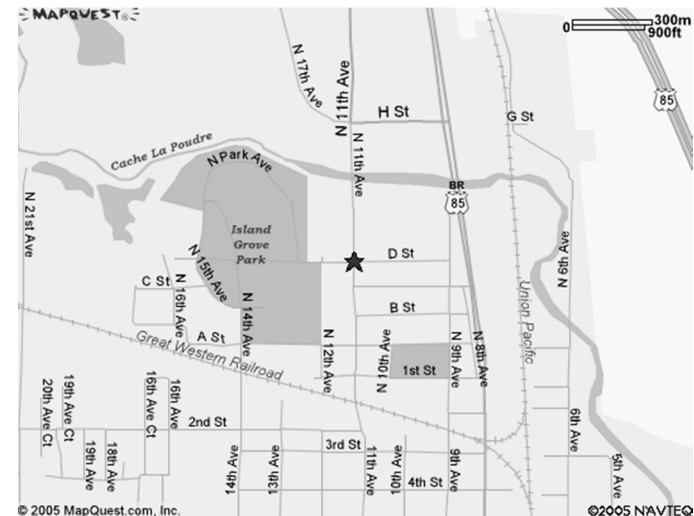 MAPQUEST
0 300m
900ft
N 17th Ave
N 11th Ave
H St
85
G St
Cache La Poudre
N Park Ave
N 11th Ave
BR
85
N 21st Ave
Island
Grove
Park
D St
N 6th Ave
N 15th Ave
C St
N 16th Ave
N 14th Ave
B St
Union Pacific
A St
Great Western Railroad
N 12th Ave
N 10th Ave
N 9th Ave
N 8th Ave
1st St
20th Ave Ct
19th Ave Ct
16th Ave Ct
16th Ave
2nd St
6th Ave
19th Ave
18th Ave
14th Ave
13th Ave
3rd St
11th Ave
10th Ave
9th Ave
5th Ave
4th St
© 2005 MapQuest.com, Inc.
©2005 NAVTEQ